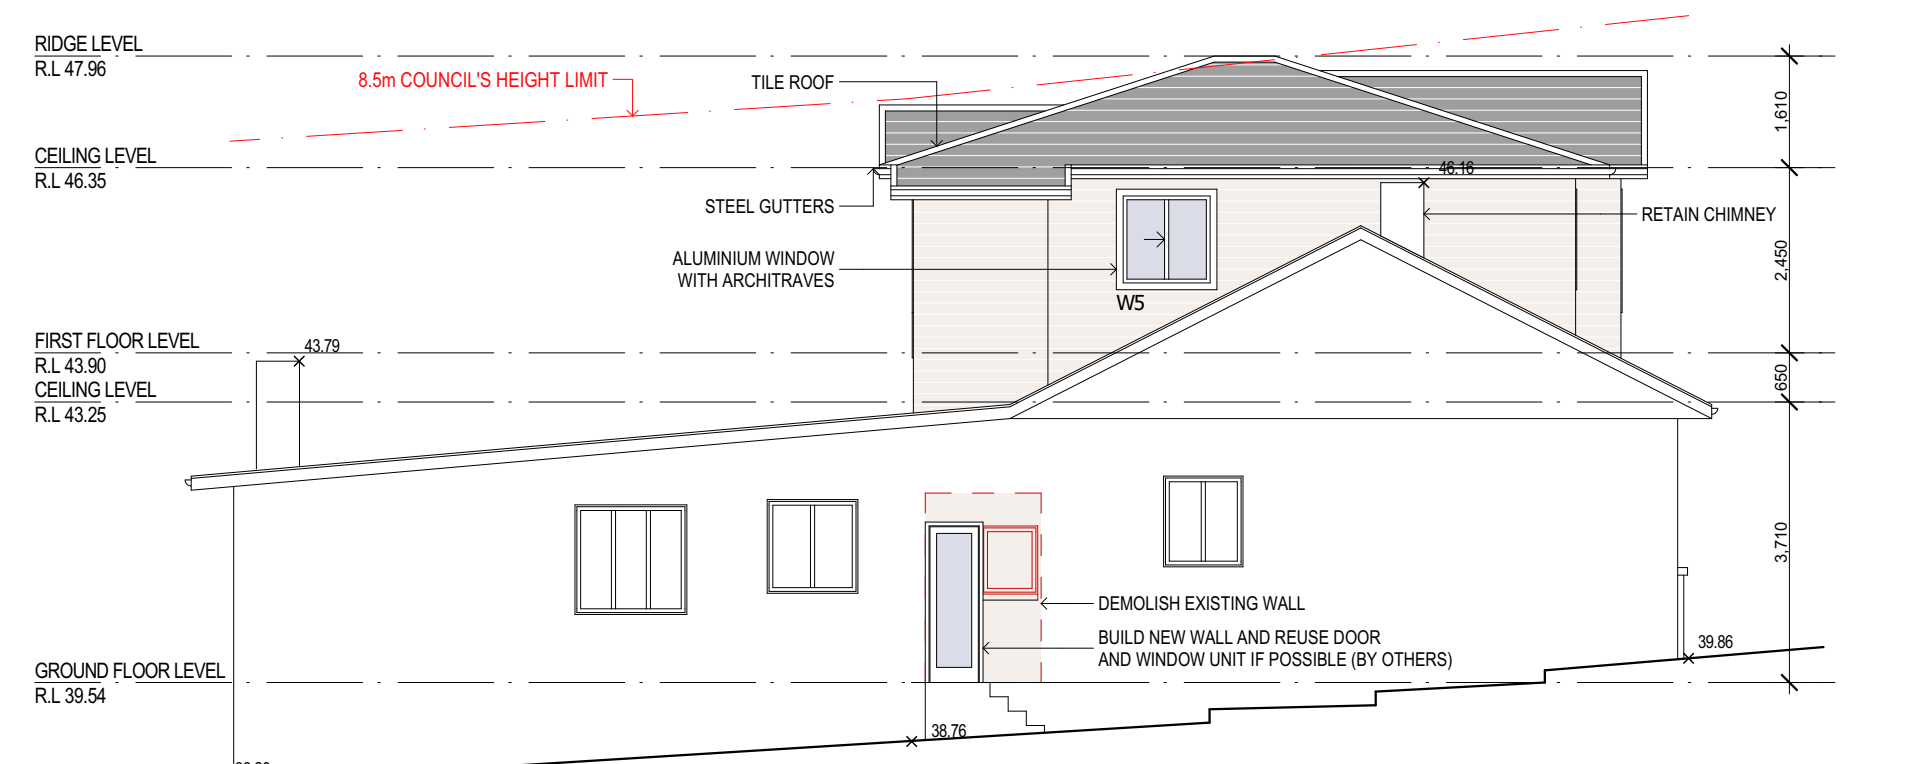 RIDGE LEVEL
R.L 47.96
8.5m COUNCIL'S HEIGHT LIMIT
TILE ROOF
1,610
CEILING LEVEL
R.L 46.35
46.16
STEEL GUTTERS
RETAIN CHIMNEY
ALUMINIUM WINDOW
WITH ARCHITRAVES
2,450
W5
FIRST FLOOR LEVEL
R.L 43.90
43.79
650
CEILING LEVEL
R.L 43.25
3,710
DEMOLISH EXISTING WALL
BUILD NEW WALL AND REUSE DOOR
AND WINDOW UNIT IF POSSIBLE (BY OTHERS)
39.86
GROUND FLOOR LEVEL
R.L 39.54
38.76